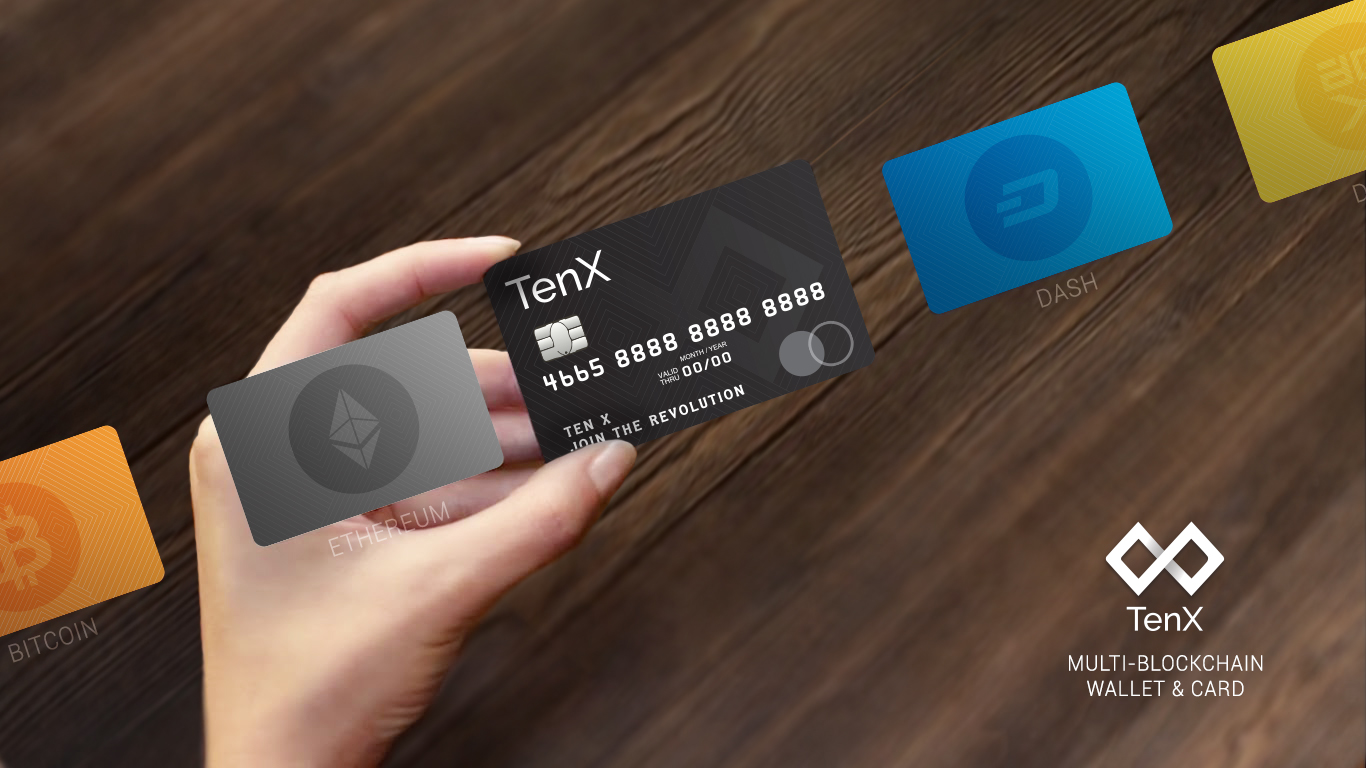 TenX
4665 8888 8888 8888
MONTH / YEAR
VALID
THRU 00/00
TEN X
JOIN THE REVOLUTION
BITCOIN
ETHEREUM
DASH
D
TenX
MULTI-BLOCKCHAIN
WALLET & CARD